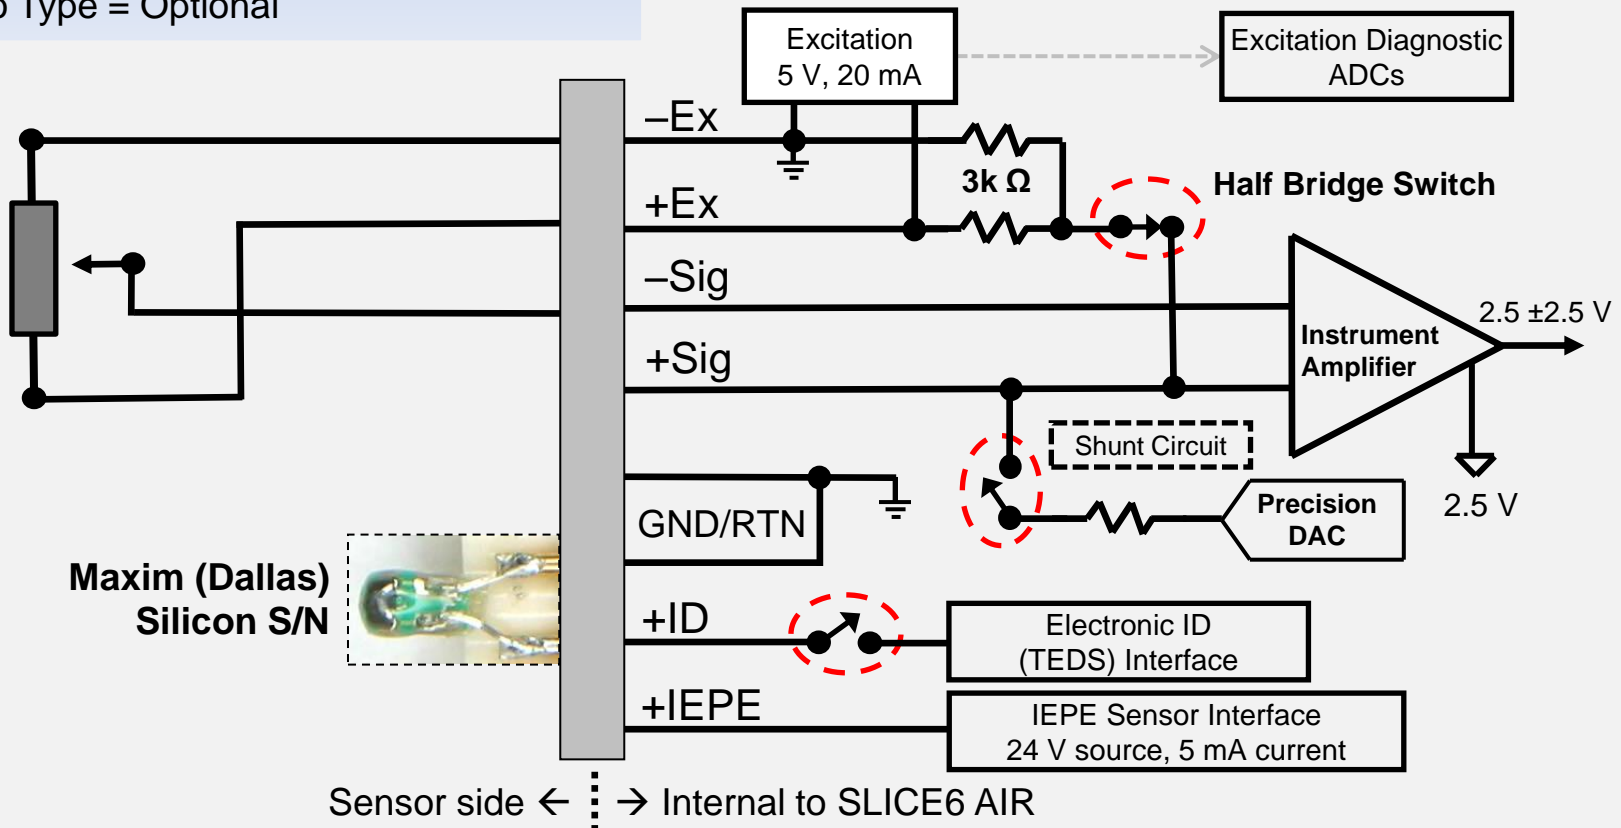 Type = Optional
Excitation
5 V, 20 mA
Excitation Diagnostic
ADCs
–Ex
3k Ω
+Ex
Half Bridge Switch
–Sig
2.5 ±2.5 V
Instrument
Amplifier
+Sig
Shunt Circuit
Precision
DAC
2.5 V
GND/RTN
Maxim (Dallas)
Silicon S/N
+ID
Electronic ID
(TEDS) Interface
+IEPE
IEPE Sensor Interface
24 V source, 5 mA current
Sensor side ← → Internal to SLICE6 AIR